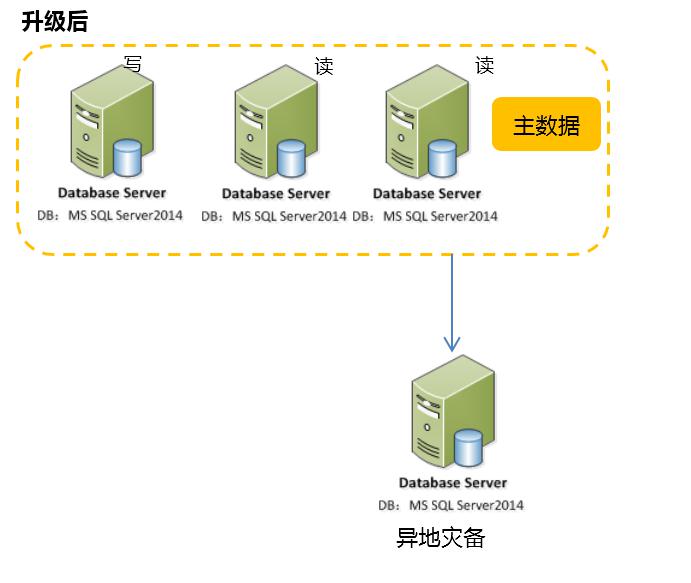 升级后
写
读
读
主数据
Database Server
Database Server
Database Server
DB：MS SQL Server2014
DB：MS SQL Server2014
DB：MS SQL Server2014
Database Server
DB：MS SQL Server2014
异地灾备